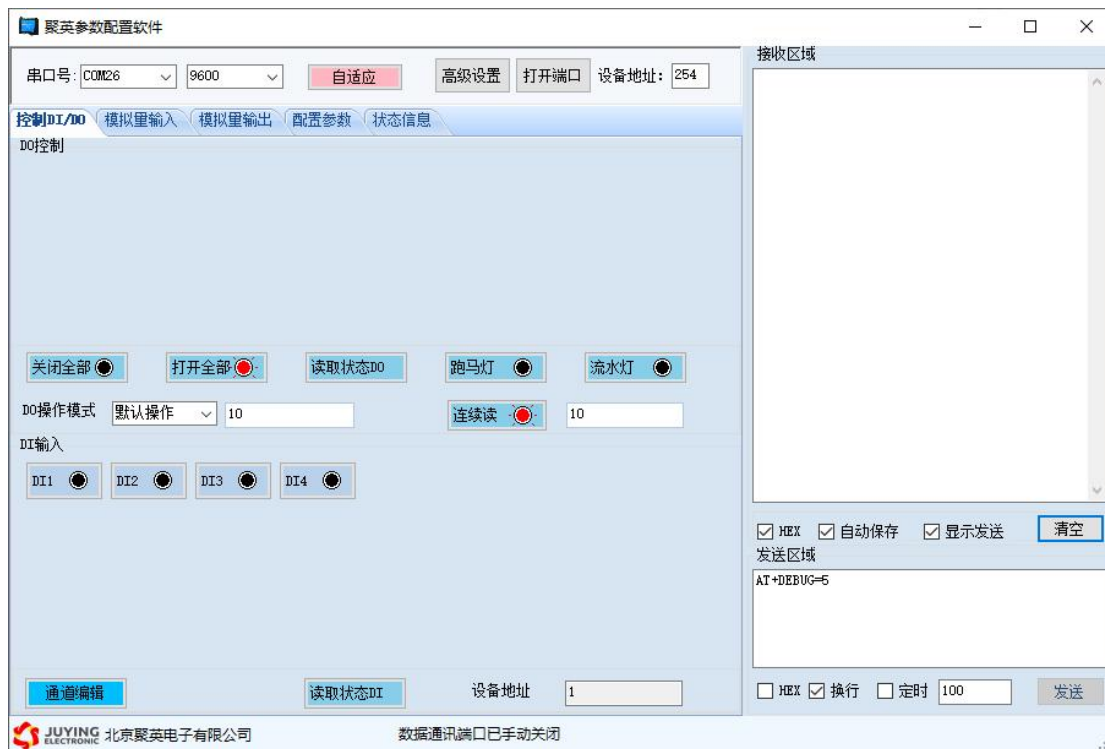 聚英参数配置软件
串口号: COM26 9600 自适应 高级设置 打开端口 设备地址: 254
控制DI/DO 模拟量输入 模拟量输出 配置参数 状态信息
DO控制
关闭全部 打开全部 读取状态DO 跑马灯 流水灯
DO操作模式 默认操作 10 连续读 10
DI输入
DI1 DI2 DI3 DI4
通道编辑 读取状态DI 设备地址 1
接收区域
HEX 自动保存 显示发送 清空
发送区域
AT+DEBUG=5
HEX 换行 定时 100 发送
JUYING ELECTRONIC 北京聚英电子有限公司 数据通讯端口已手动关闭